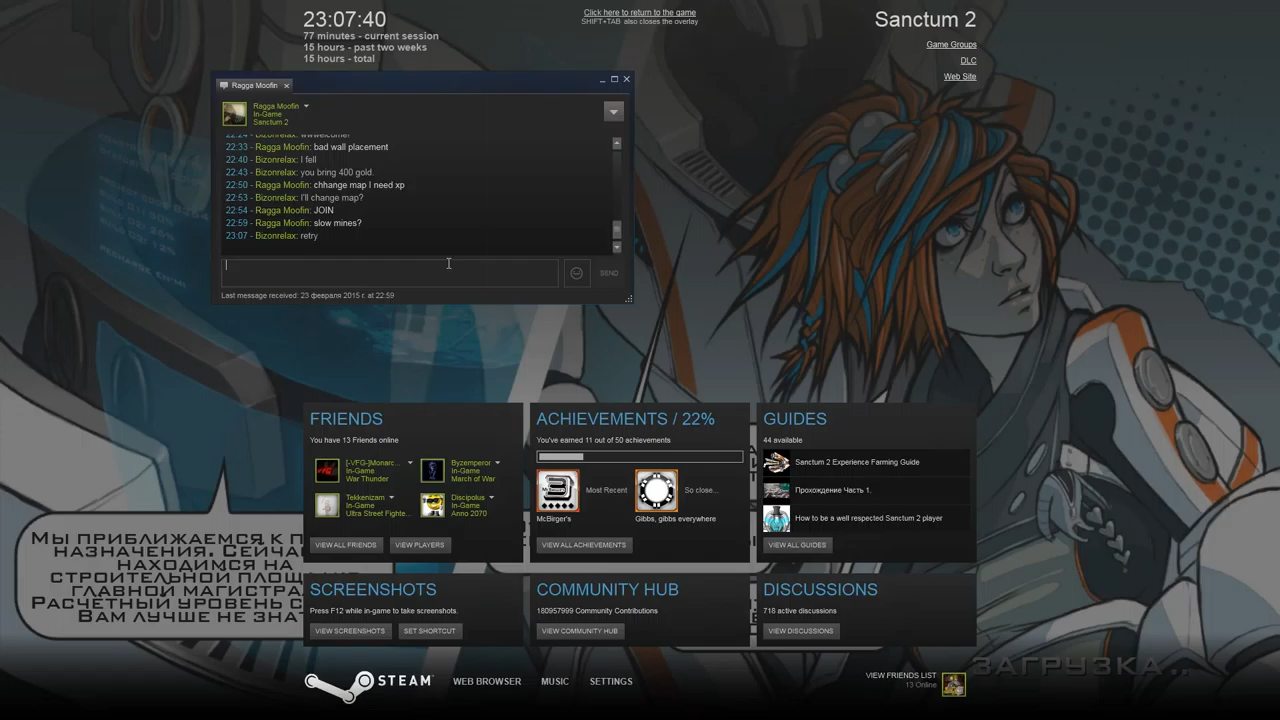 23:07:40
77 minutes - current session
15 hours - past two weeks
15 hours - total
Click here to return to the game
SHIFT+TAB also closes the overlay
Sanctum 2
Game Groups
DLC
Web Site
Ragga Moofin
Ragga Moofin
In-Game
Sanctum 2
22:33 - Ragga Moofin: bad wall placement
22:40 - Bizonrelax: I fell
22:43 - Bizonrelax: you bring 400 gold.
22:50 - Ragga Moofin: chhange map I need xp
22:53 - Bizonrelax: I'll change map?
22:54 - Ragga Moofin: JOIN
22:59 - Ragga Moofin: slow mines?
23:07 - Bizonrelax: retry
SEND
Last message received: 23 февраля 2015 г. at 22:59
FRIENDS
You have 13 Friends online
[-VFG-]Monarc...
In-Game
War Thunder
Byzemperor
In-Game
March of War
Tekkenizam
In-Game
Ultra Street Fighte...
Discipolus
In-Game
Anno 2070
VIEW ALL FRIENDS
VIEW PLAYERS
ACHIEVEMENTS / 22%
You've earned 11 out of 50 achievements
Most Recent
So close...
McBirger's
Gibbs, gibbs everywhere
VIEW ALL ACHIEVEMENTS
GUIDES
44 available
Sanctum 2 Experience Farming Guide
Прохождение Часть 1.
How to be a well respected Sanctum 2 player
VIEW ALL GUIDES
SCREENSHOTS
Press F12 while in-game to take screenshots.
VIEW SCREENSHOTS
SET SHORTCUT
COMMUNITY HUB
180957999 Community Contributions
VIEW COMMUNITY HUB
DISCUSSIONS
718 active discussions
VIEW DISCUSSIONS
Мы приближаемся к п
назначения. Сейча
находимся на
строительной площ
главной магистра
Расчётный уровень с
Вам лучше не зна
STEAM
WEB BROWSER
MUSIC
SETTINGS
VIEW FRIENDS LIST
13 Online
ЗАГРУЗКА..